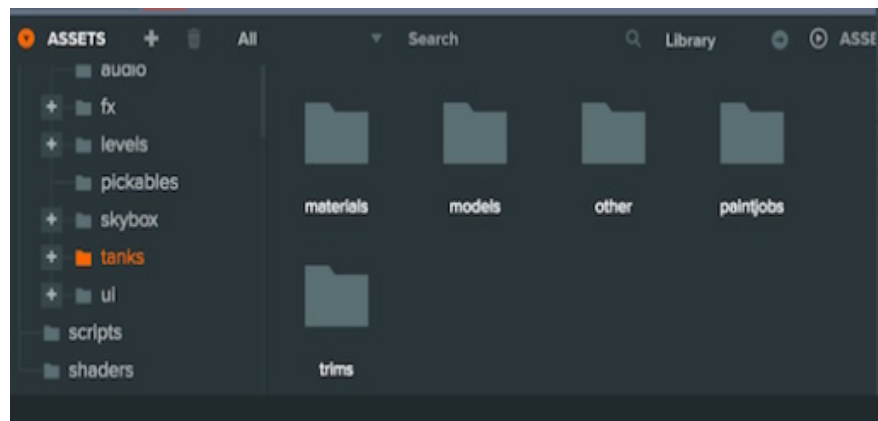 ASSETS All Search Library ASSE
audio
fx
levels
pickables
skybox
tanks
ui
scripts
shaders
materials models other paintjobs
trims